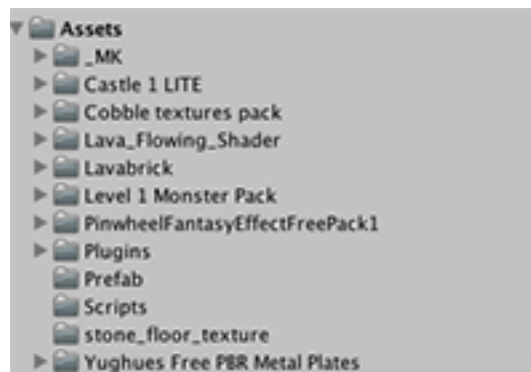 Assets
_MK
Castle 1 LITE
Cobble textures pack
Lava_Flowing_Shader
Lavabrick
Level 1 Monster Pack
PinwheelFantasyEffectFreePack1
Plugins
Prefab
Scripts
stone_floor_texture
Yughues Free PBR Metal Plates